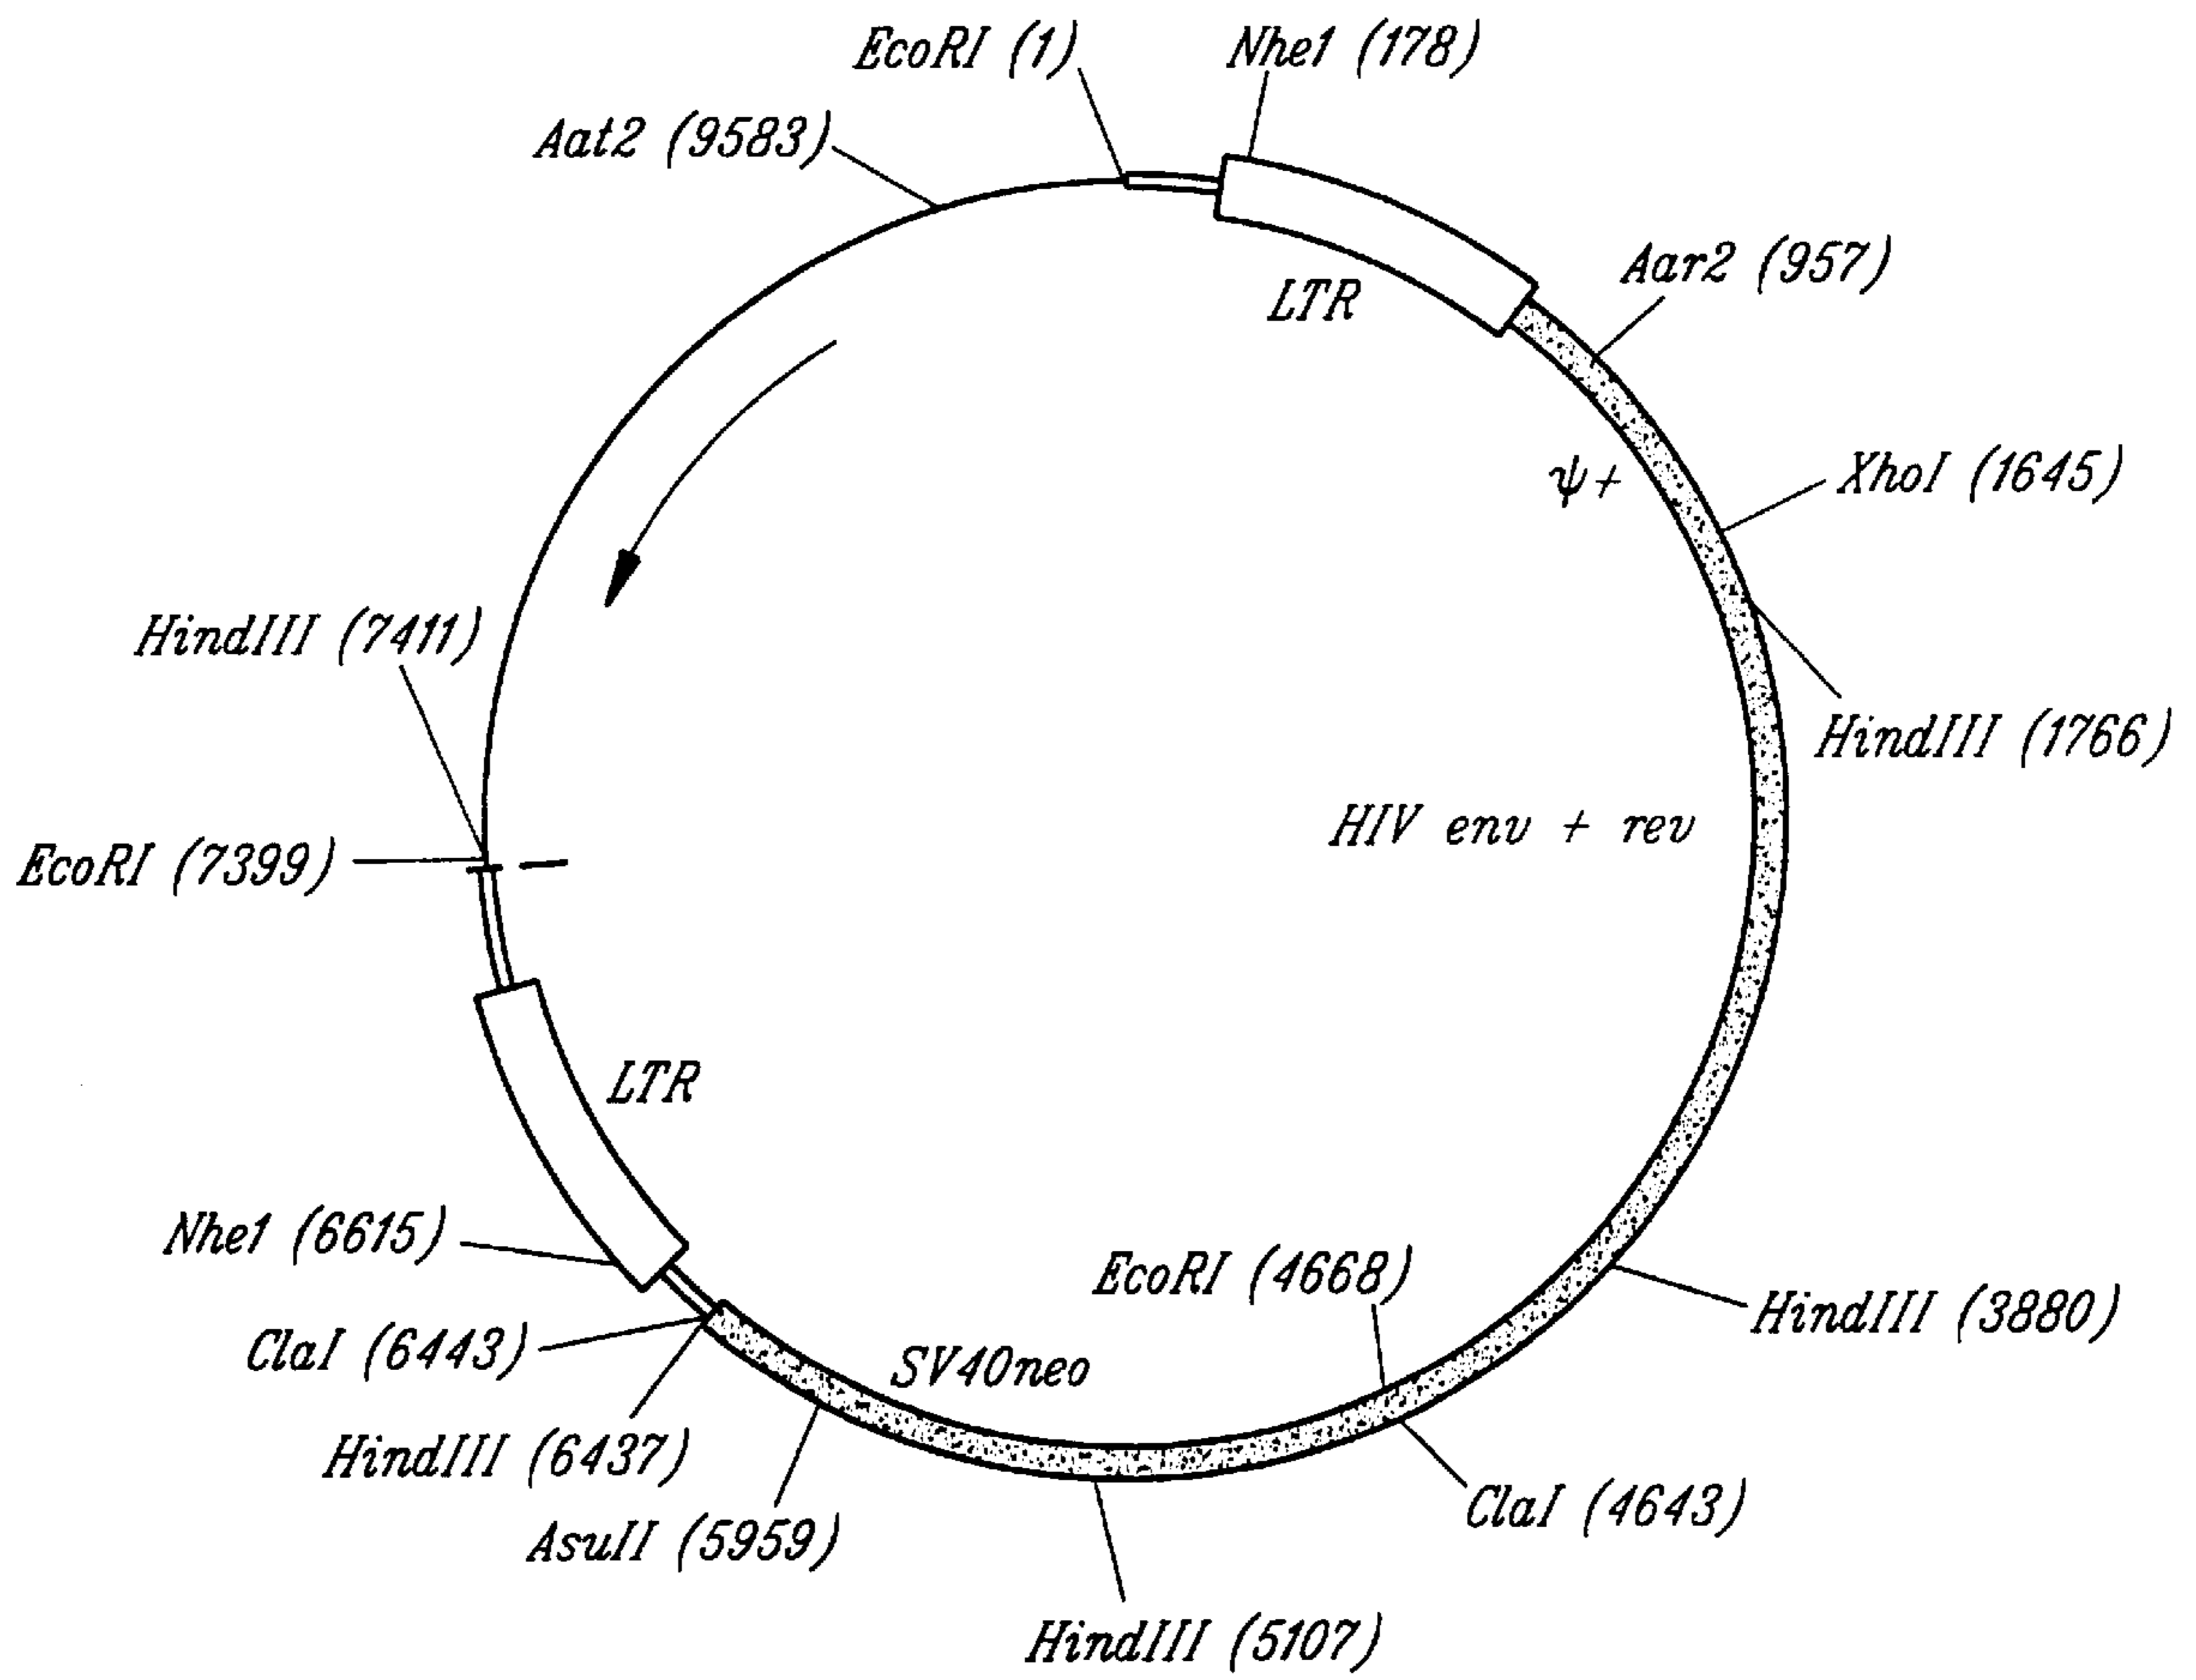 EcoRI (1)
Nhe1 (178)
Aat2 (9583)
Aar2 (957)
LTR
ψ+
XhoI (1645)
HindIII (7411)
HindIII (1766)
HIV env + rev
EcoRI (7399)
LTR
Nhe1 (6615)
EcoRI (4668)
HindIII (3880)
ClaI (6443)
SV40neo
HindIII (6437)
ClaI (4643)
AsuII (5959)
HindIII (5107)